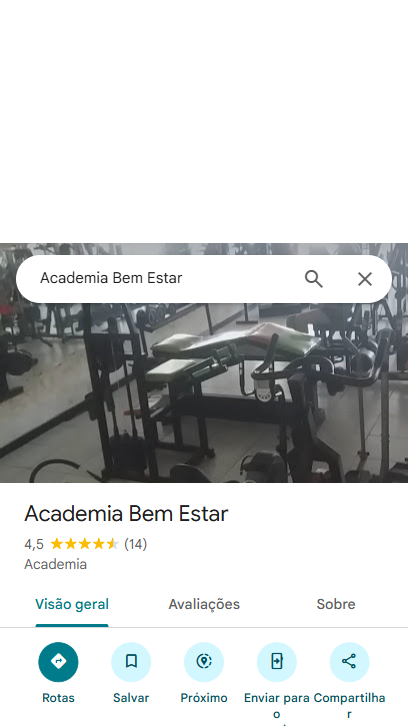 Academia Bem Estar
Academia Bem Estar
4,5 (14)
Academia
Visão geral Avaliações Sobre
Rotas Salvar Próximo Enviar para Compartilha
o r